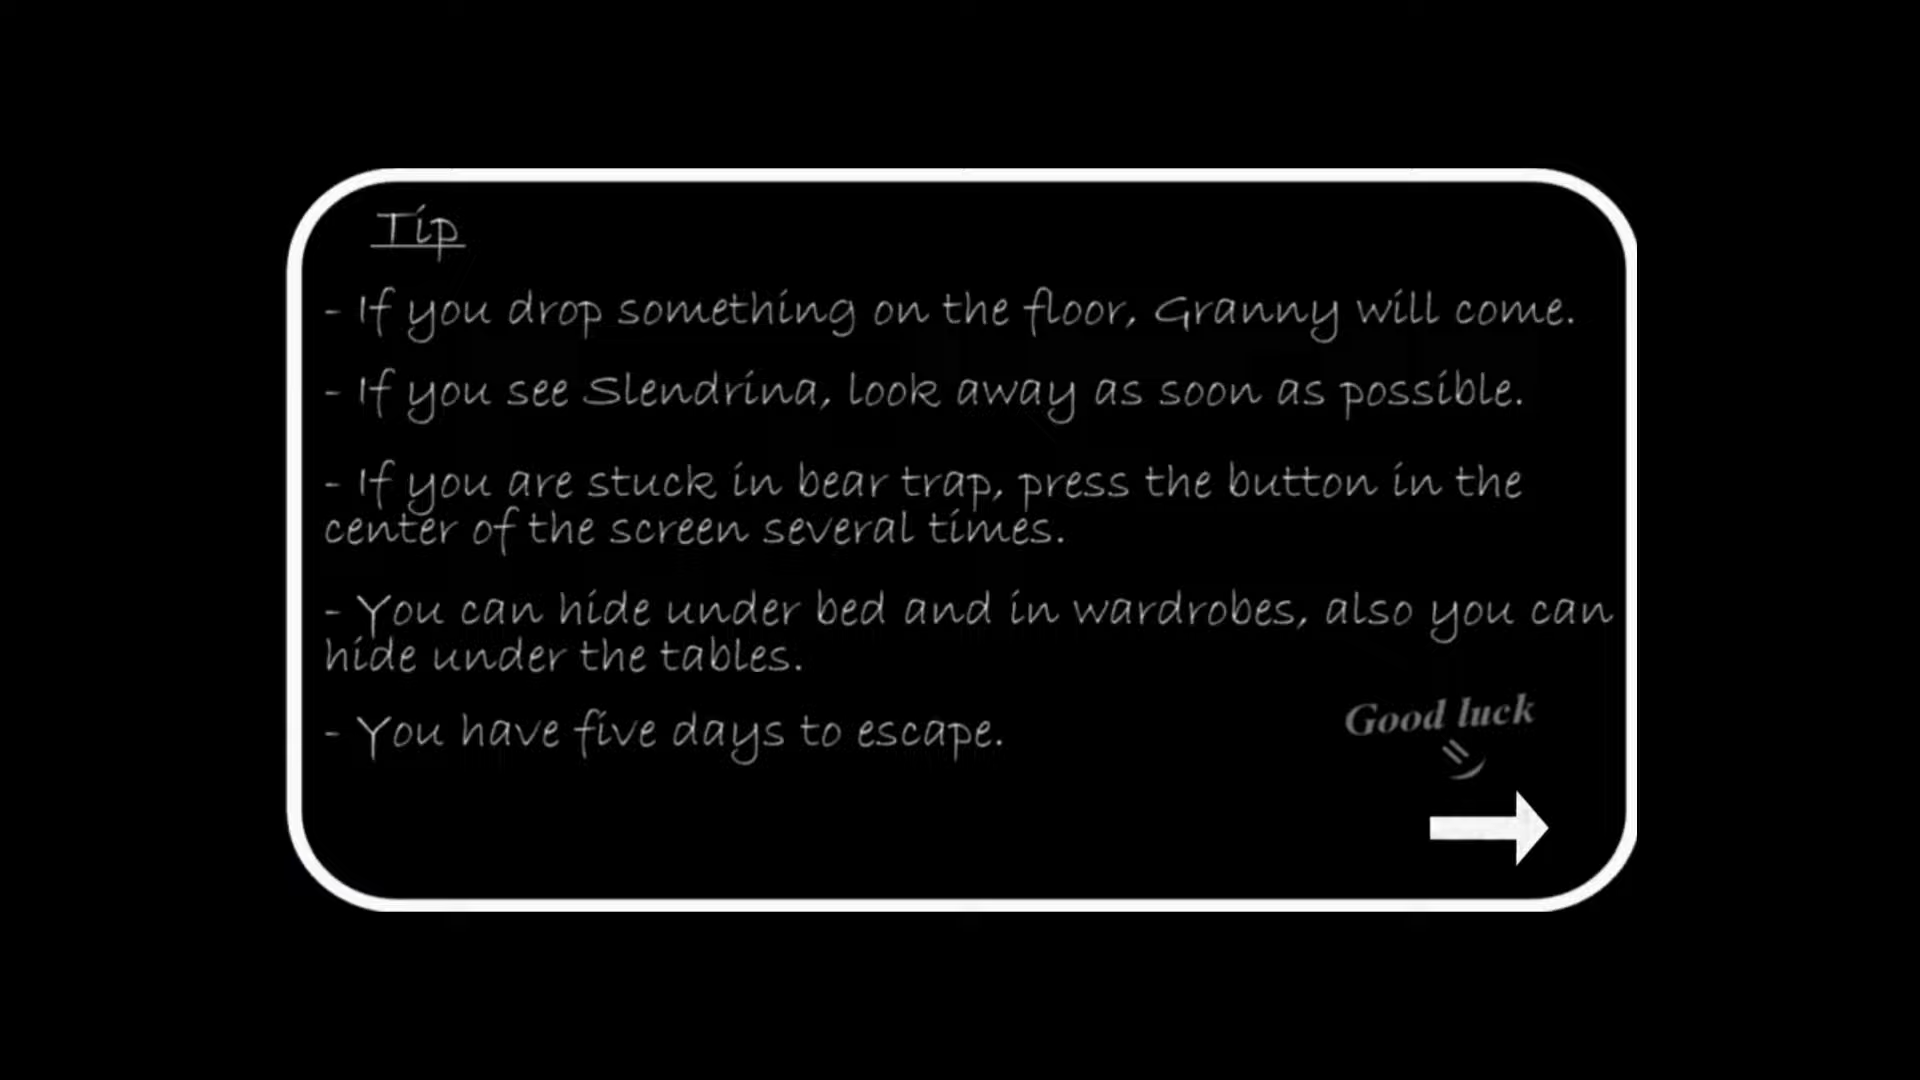 Tip
- If you drop something on the floor, Granny will come.
- If you see Slendrina, look away as soon as possible.
- If you are stuck in bear trap, press the button in the
center of the screen several times.
- You can hide under bed and in wardrobes, also you can
hide under the tables.
- You have five days to escape.
Good luck
=)